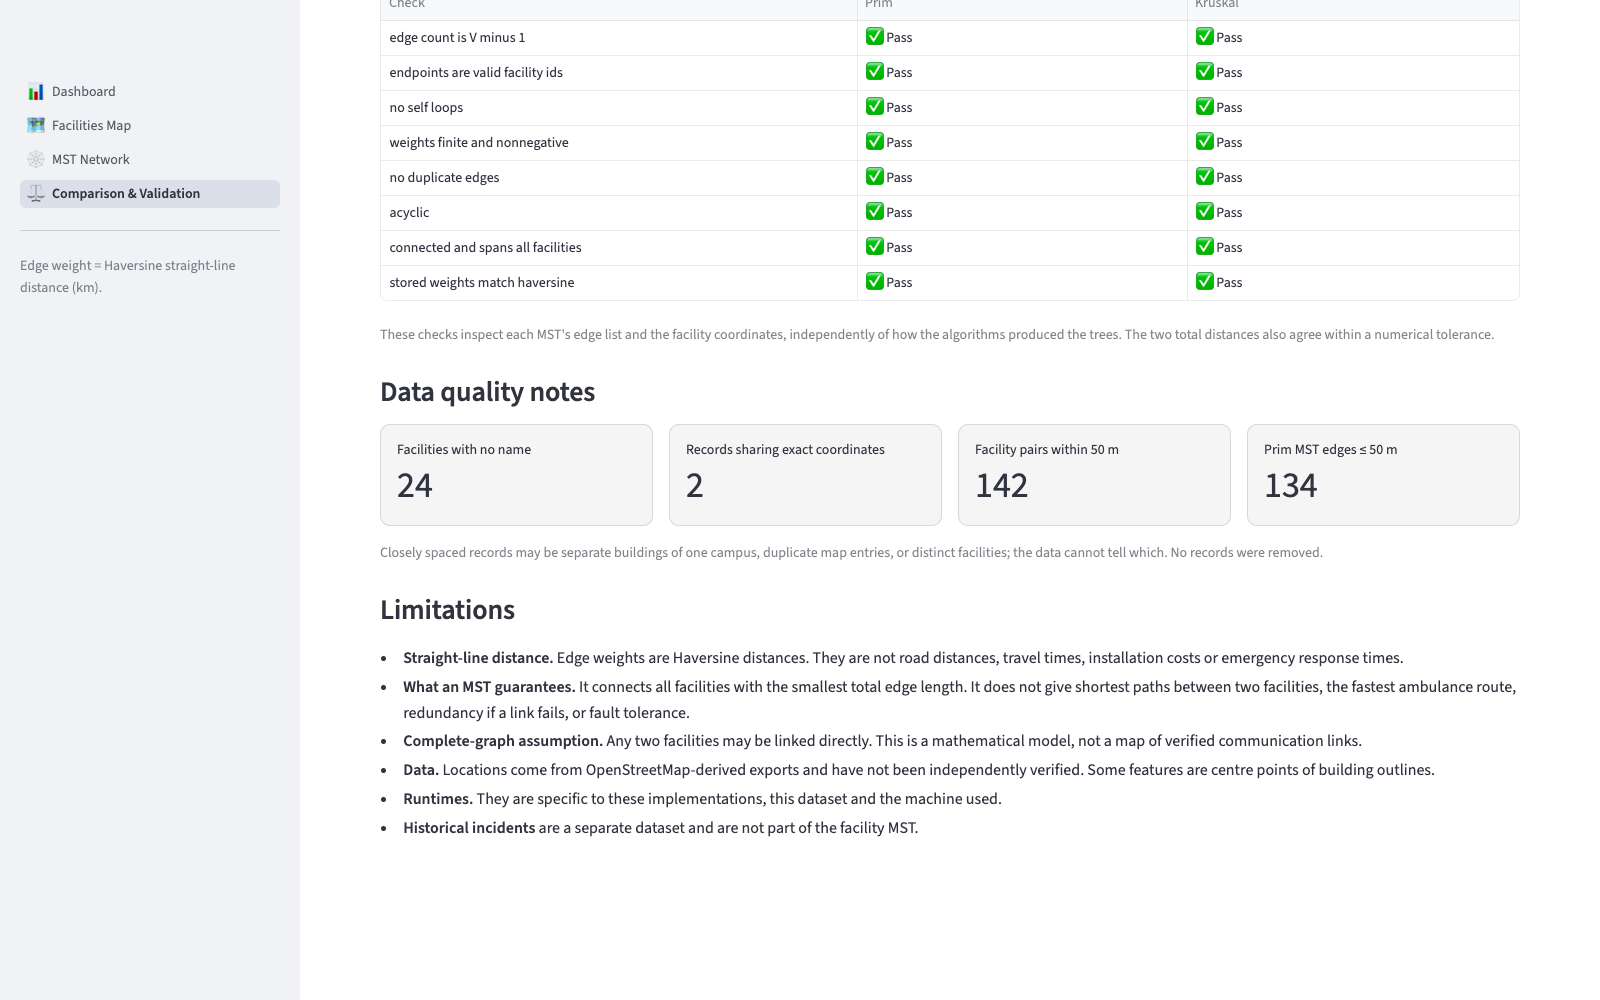 Dashboard
Facilities Map
MST Network
Comparison & Validation
Edge weight = Haversine straight-line
distance (km).
Check Prim Kruskal
edge count is V minus 1 Pass Pass
endpoints are valid facility ids Pass Pass
no self loops Pass Pass
weights finite and nonnegative Pass Pass
no duplicate edges Pass Pass
acyclic Pass Pass
connected and spans all facilities Pass Pass
stored weights match haversine Pass Pass
These checks inspect each MST's edge list and the facility coordinates, independently of how the algorithms produced the trees. The two total distances also agree within a numerical tolerance.
Data quality notes
Facilities with no name
24
Records sharing exact coordinates
2
Facility pairs within 50 m
142
Prim MST edges ≤ 50 m
134
Closely spaced records may be separate buildings of one campus, duplicate map entries, or distinct facilities; the data cannot tell which. No records were removed.
Limitations
• Straight-line distance. Edge weights are Haversine distances. They are not road distances, travel times, installation costs or emergency response times.
• What an MST guarantees. It connects all facilities with the smallest total edge length. It does not give shortest paths between two facilities, the fastest ambulance route,
redundancy if a link fails, or fault tolerance.
• Complete-graph assumption. Any two facilities may be linked directly. This is a mathematical model, not a map of verified communication links.
• Data. Locations come from OpenStreetMap-derived exports and have not been independently verified. Some features are centre points of building outlines.
• Runtimes. They are specific to these implementations, this dataset and the machine used.
• Historical incidents are a separate dataset and are not part of the facility MST.